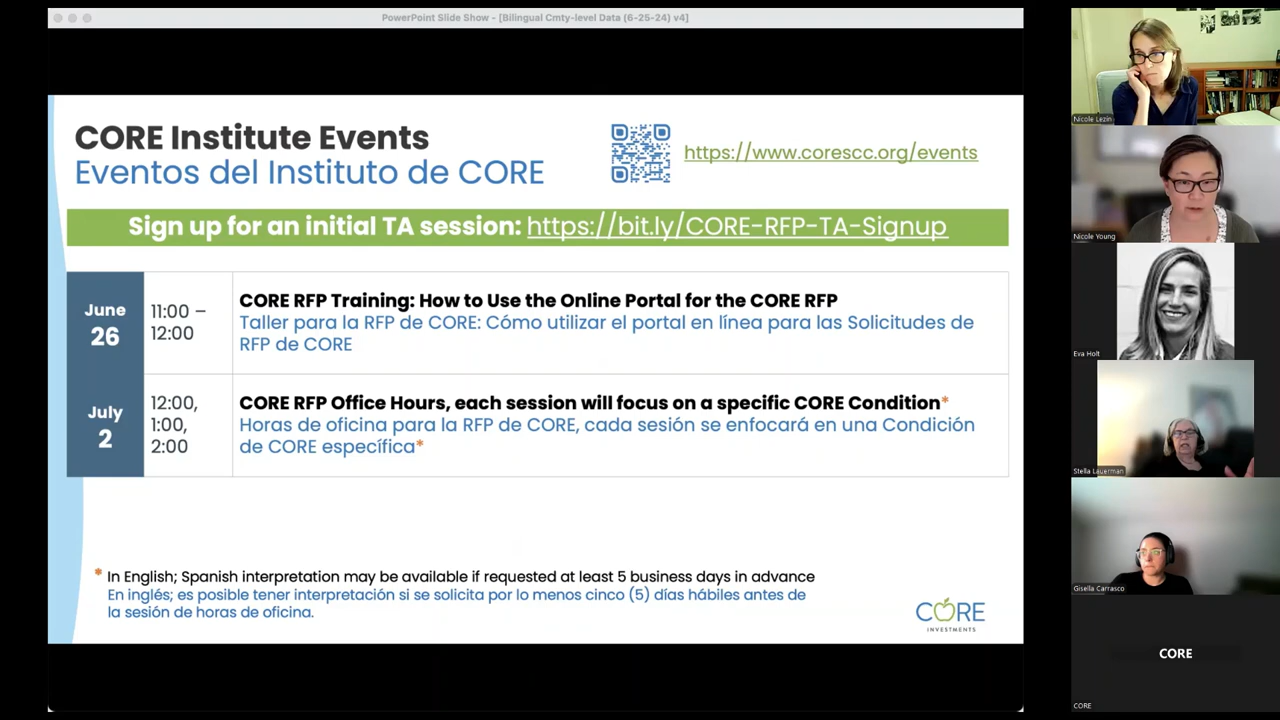 PowerPoint Slide Show - [Bilingual Cmty-level Data (6-25-24) v4]
CORE Institute Events
Eventos del Instituto de CORE
https://www.corescc.org/events
Sign up for an initial TA session: https://bit.ly/CORE-RFP-TA-Signup
June
26
11:00 –
12:00
CORE RFP Training: How to Use the Online Portal for the CORE RFP
Taller para la RFP de CORE: Cómo utilizar el portal en línea para las Solicitudes de
RFP de CORE
July
2
12:00,
1:00,
2:00
CORE RFP Office Hours, each session will focus on a specific CORE Condition*
Horas de oficina para la RFP de CORE, cada sesión se enfocará en una Condición
de CORE específica*
* In English; Spanish interpretation may be available if requested at least 5 business days in advance
En inglés; es posible tener interpretación si se solicita por lo menos cinco (5) días hábiles antes de
la sesión de horas de oficina.
CORE
INVESTMENTS
Nicole Lezin
Nicole Young
Eva Holt
Stella Lauerman
Gisella Carrasco
CORE
CORE